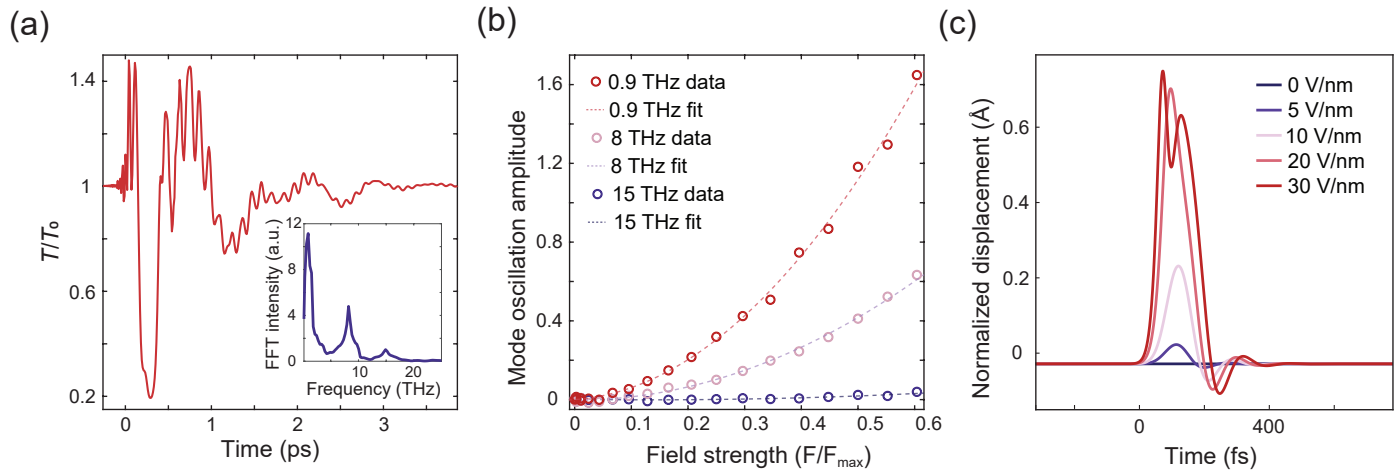 (a)
1.4
1
0.6
0.2
T/T₀
0
1
2
3
Time (ps)
12
8
4
0
FFT intensity (a.u.)
10
20
Frequency (THz)
(b)
1.6
1.2
0.8
0.4
0
Mode oscillation amplitude
0.9 THz data
0.9 THz fit
8 THz data
8 THz fit
15 THz data
15 THz fit
0
0.1
0.2
0.3
0.4
0.5
0.6
Field strength (F/Fmax)
(c)
0.6
0.4
0.2
0
Normalized displacement (Å)
0 V/nm
5 V/nm
10 V/nm
20 V/nm
30 V/nm
0
400
Time (fs)